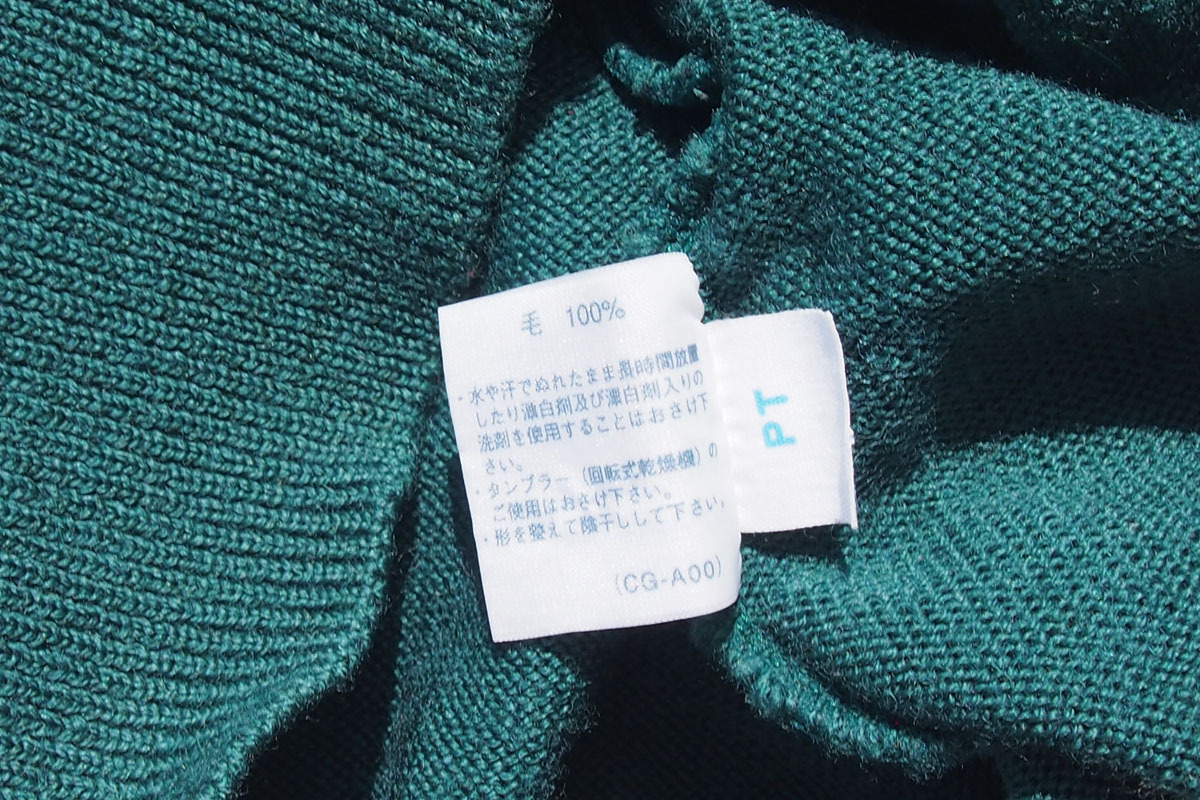 毛 100%
・水や汗でぬれたまま長時間放置
したり漂白剤及び漂白剤入りの
洗剤を使用することはおさけ下
さい。
・タンブラー(回転式乾燥機)の
ご使用はおさけ下さい。
・形を整えて陰干しして下さい。
(CG-A00)
PT